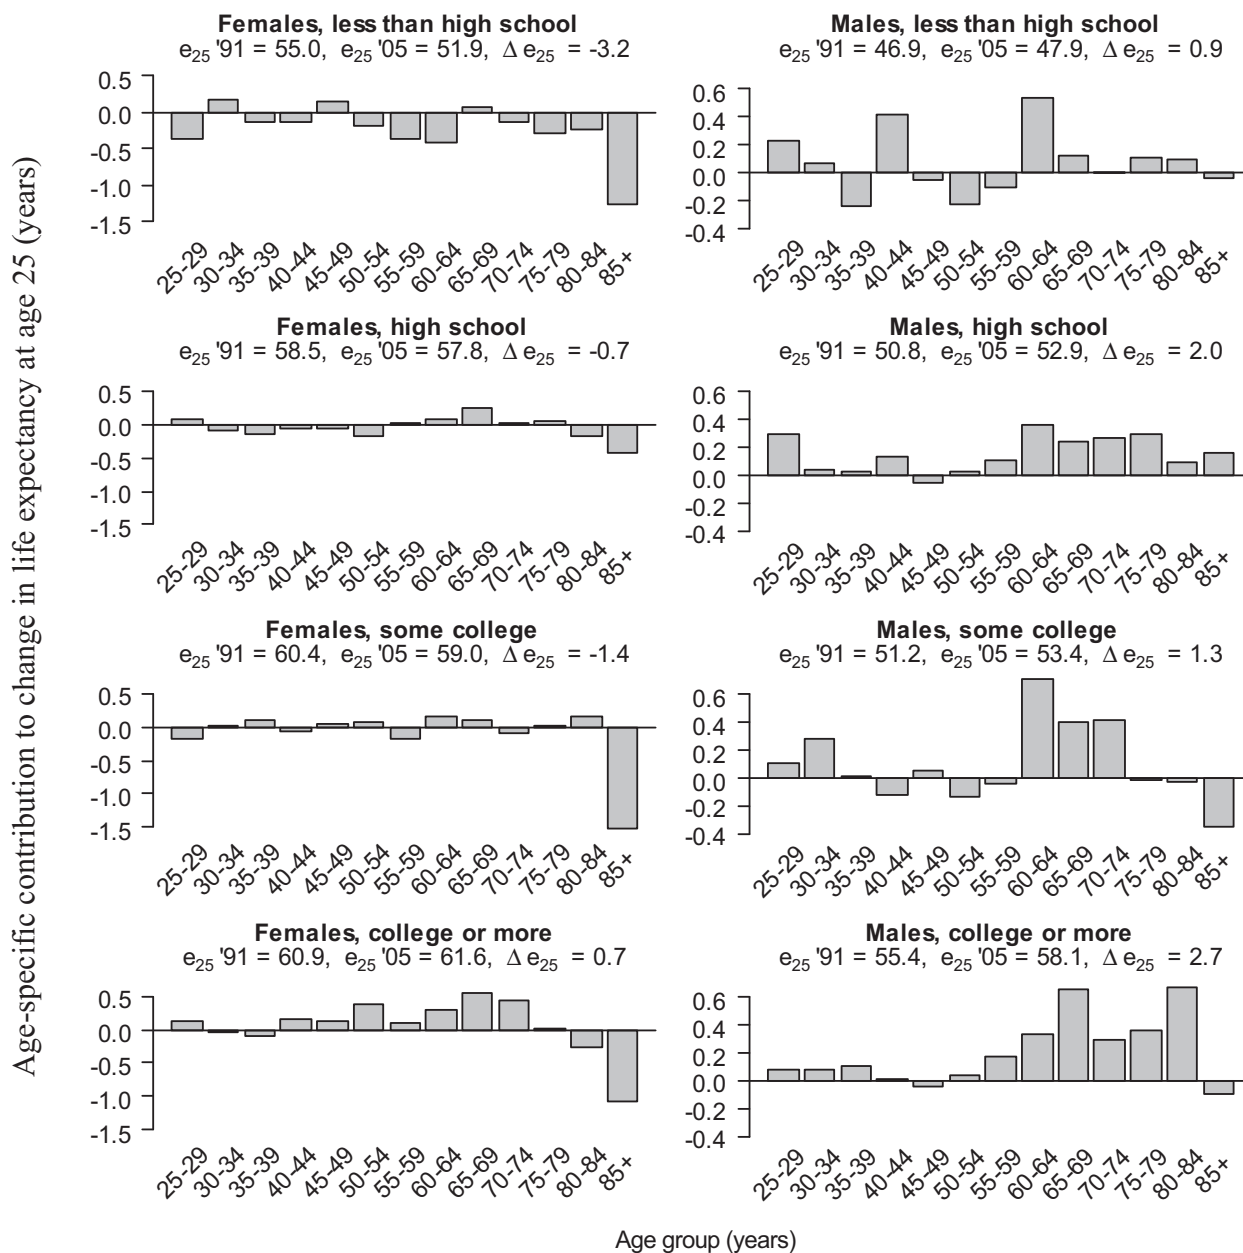 Age-specific contribution to change in life expectancy at age 25 (years)
Females, less than high school
e25 '91 = 55.0, e25 '05 = 51.9, Δ e25 = -3.2
0.5
0.0
-0.5
-1.0
-1.5
25-29 30-34 35-39 40-44 45-49 50-54 55-59 60-64 65-69 70-74 75-79 80-84 85+
Males, less than high school
e25 '91 = 46.9, e25 '05 = 47.9, Δ e25 = 0.9
0.6
0.4
0.2
0.0
-0.2
-0.4
25-29 30-34 35-39 40-44 45-49 50-54 55-59 60-64 65-69 70-74 75-79 80-84 85+
Females, high school
e25 '91 = 58.5, e25 '05 = 57.8, Δ e25 = -0.7
0.5
0.0
-0.5
-1.0
-1.5
25-29 30-34 35-39 40-44 45-49 50-54 55-59 60-64 65-69 70-74 75-79 80-84 85+
Males, high school
e25 '91 = 50.8, e25 '05 = 52.9, Δ e25 = 2.0
0.6
0.4
0.2
0.0
-0.2
-0.4
25-29 30-34 35-39 40-44 45-49 50-54 55-59 60-64 65-69 70-74 75-79 80-84 85+
Females, some college
e25 '91 = 60.4, e25 '05 = 59.0, Δ e25 = -1.4
0.5
0.0
-0.5
-1.0
-1.5
25-29 30-34 35-39 40-44 45-49 50-54 55-59 60-64 65-69 70-74 75-79 80-84 85+
Males, some college
e25 '91 = 51.2, e25 '05 = 53.4, Δ e25 = 1.3
0.6
0.4
0.2
0.0
-0.2
-0.4
25-29 30-34 35-39 40-44 45-49 50-54 55-59 60-64 65-69 70-74 75-79 80-84 85+
Females, college or more
e25 '91 = 60.9, e25 '05 = 61.6, Δ e25 = 0.7
0.5
0.0
-0.5
-1.0
-1.5
25-29 30-34 35-39 40-44 45-49 50-54 55-59 60-64 65-69 70-74 75-79 80-84 85+
Males, college or more
e25 '91 = 55.4, e25 '05 = 58.1, Δ e25 = 2.7
0.6
0.4
0.2
0.0
-0.2
-0.4
25-29 30-34 35-39 40-44 45-49 50-54 55-59 60-64 65-69 70-74 75-79 80-84 85+
Age group (years)